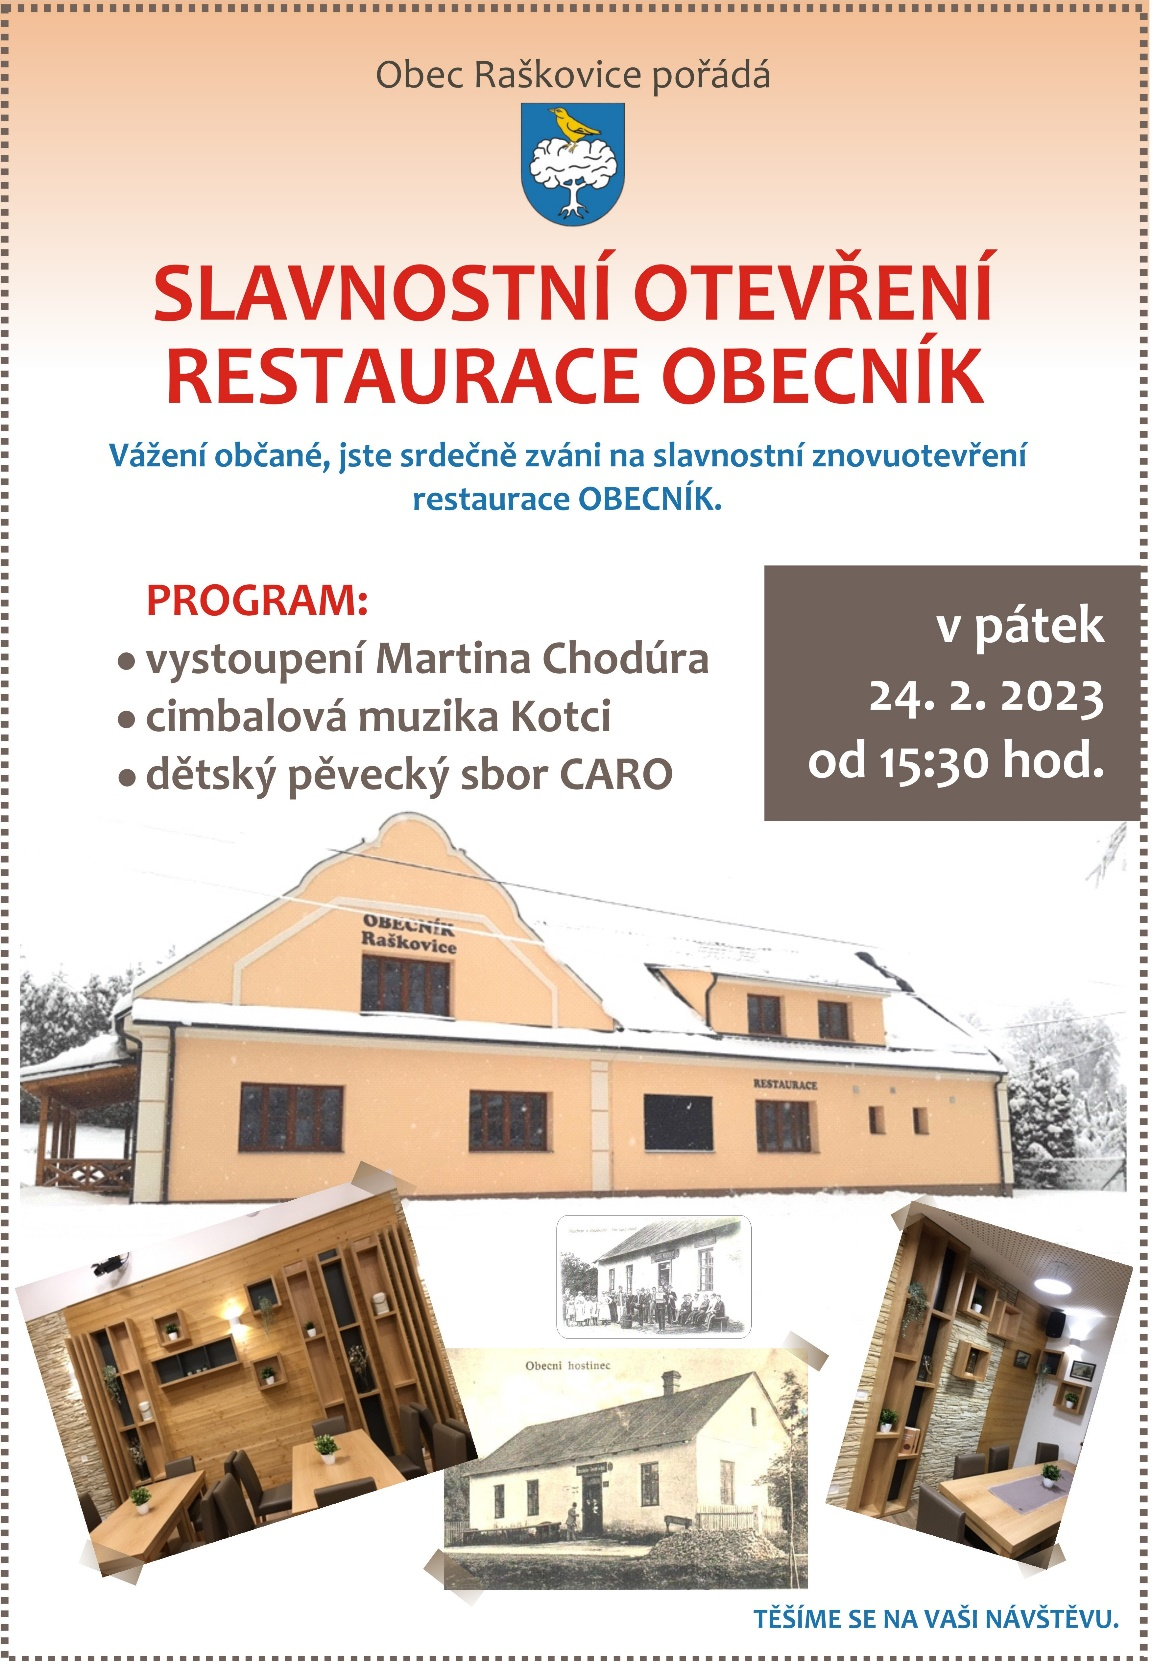 Obec Raškovice pořádá
SLAVNOSTNÍ OTEVŘENÍ
RESTAURACE OBECNÍK
Vážení občané, jste srdečně zváni na slavnostní znovuotevření
restaurace OBECNÍK.
PROGRAM:
• vystoupení Martina Chodúra
• cimbalová muzika Kotci
• dětský pěvecký sbor CARO
v pátek
24. 2. 2023
od 15:30 hod.
OBECNÍK
Raškovice
RESTAURACE
Obecni hostinec
TĚŠÍME SE NA VAŠI NÁVŠTĚVU.